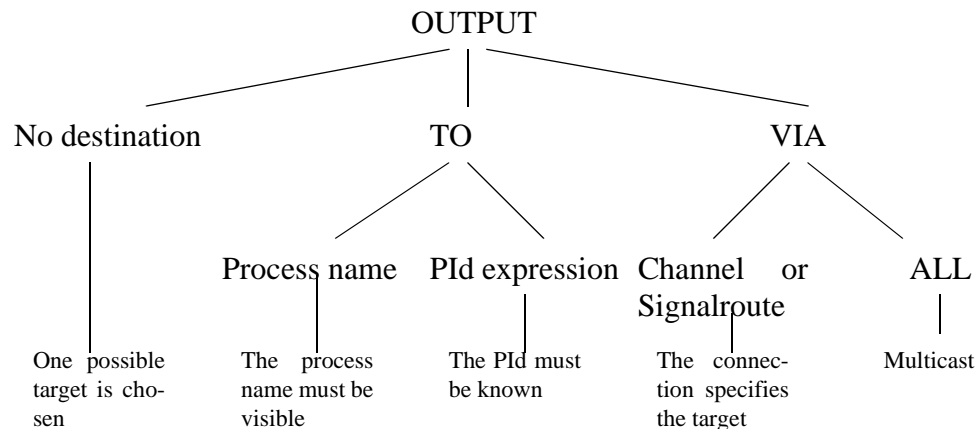 OUTPUT
No destination
TO
VIA
Process name
PId expression
Channel or
Signalroute
ALL
One possible
target is cho-
sen
The process
name must be
visible
The PId must
be known
The connec-
tion specifies
the target
Multicast